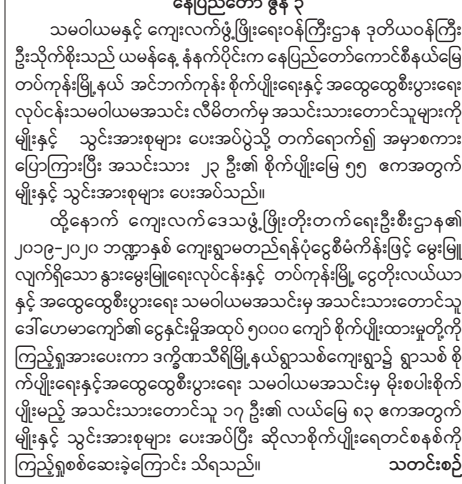 နေပြည်တော် ဇွန် ၃
သမဝါယမနှင့် ကျေးလက်ဖွံ့ဖြိုးရေးဝန်ကြီးဌာန ဒုတိယဝန်ကြီး
ဦးသိုက်စိုးသည် ယမန်နေ့ နံနက်ပိုင်းက နေပြည်တော်ကောင်စီနယ်မြေ
တပ်ကုန်းမြို့နယ် အင်ဘက်ကုန်း စိုက်ပျိုးရေးနှင့် အထွေထွေစီးပွားရေး
လုပ်ငန်းသမဝါယမအသင်း လီမိတက်မှ အသင်းသားတောင်သူများကို
မျိုးနှင့် သွင်းအားစုများ ပေးအပ်ပွဲသို့ တက်ရောက်၍ အမှာစကား
ပြောကြားပြီး အသင်းသား ၂၃ ဦး၏ စိုက်ပျိုးမြေ ၅၅ ဧကအတွက်
မျိုးနှင့် သွင်းအားစုများ ပေးအပ်သည်။
ထို့နောက် ကျေးလက်ဒေသဖွံ့ဖြိုးတိုးတက်ရေးဦးစီးဌာန၏
၂၀၁၉-၂၀၂၀ ဘဏ္ဍာနှစ် ကျေးရွာမတည်ရန်ပုံငွေစီမံကိန်းဖြင့် မွေးမြူ
လျက်ရှိသော နွားမွေးမြူရေးလုပ်ငန်းနှင့် တပ်ကုန်းမြို့ ငွေတိုးလယ်ယာ
နှင့် အထွေထွေစီးပွားရေး သမဝါယမအသင်းမှ အသင်းသားတောင်သူ
ဒေါ်ဟေမာကျော်၏ ငွေနှင်းမှိုအထုပ် ၅၀၀၀ ကျော် စိုက်ပျိုးထားမှုတို့ကို
ကြည့်ရှုအားပေးကာ ဒက္ခိဏသီရိမြို့နယ်ရွာသစ်ကျေးရွာ၌ ရွာသစ် စို
က်ပျိုးရေးနှင့်အထွေထွေစီးပွားရေး သမဝါယမအသင်းမှ မိုးစပါးစိုက်
ပျိုးမည့် အသင်းသားတောင်သူ ၁၇ ဦး၏ လယ်မြေ ၈၃ ဧကအတွက်
မျိုးနှင့် သွင်းအားစုများ ပေးအပ်ပြီး ဆိုလာစိုက်ပျိုးရေတင်စနစ်ကို
ကြည့်ရှုစစ်ဆေးခဲ့ကြောင်း သိရသည်။ သတင်းစဉ်